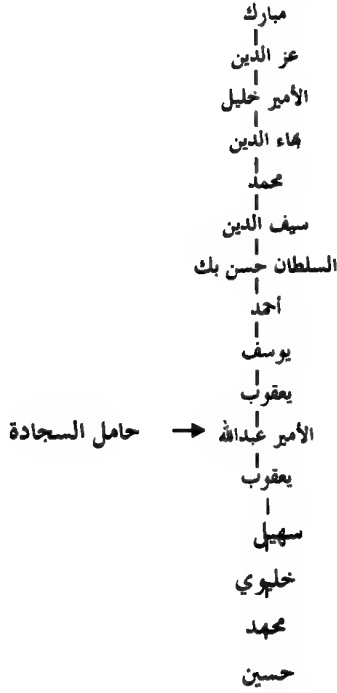 مبارك
عز الدين
الأمير خليل
بهاء الدين
محمد
سيف الدين
السلطان حسن بك
أحمد
يوسف
يعقوب
حامل السجادة → الأمير عبدالله
يعقوب
سهيل
خليوي
محمد
حسين